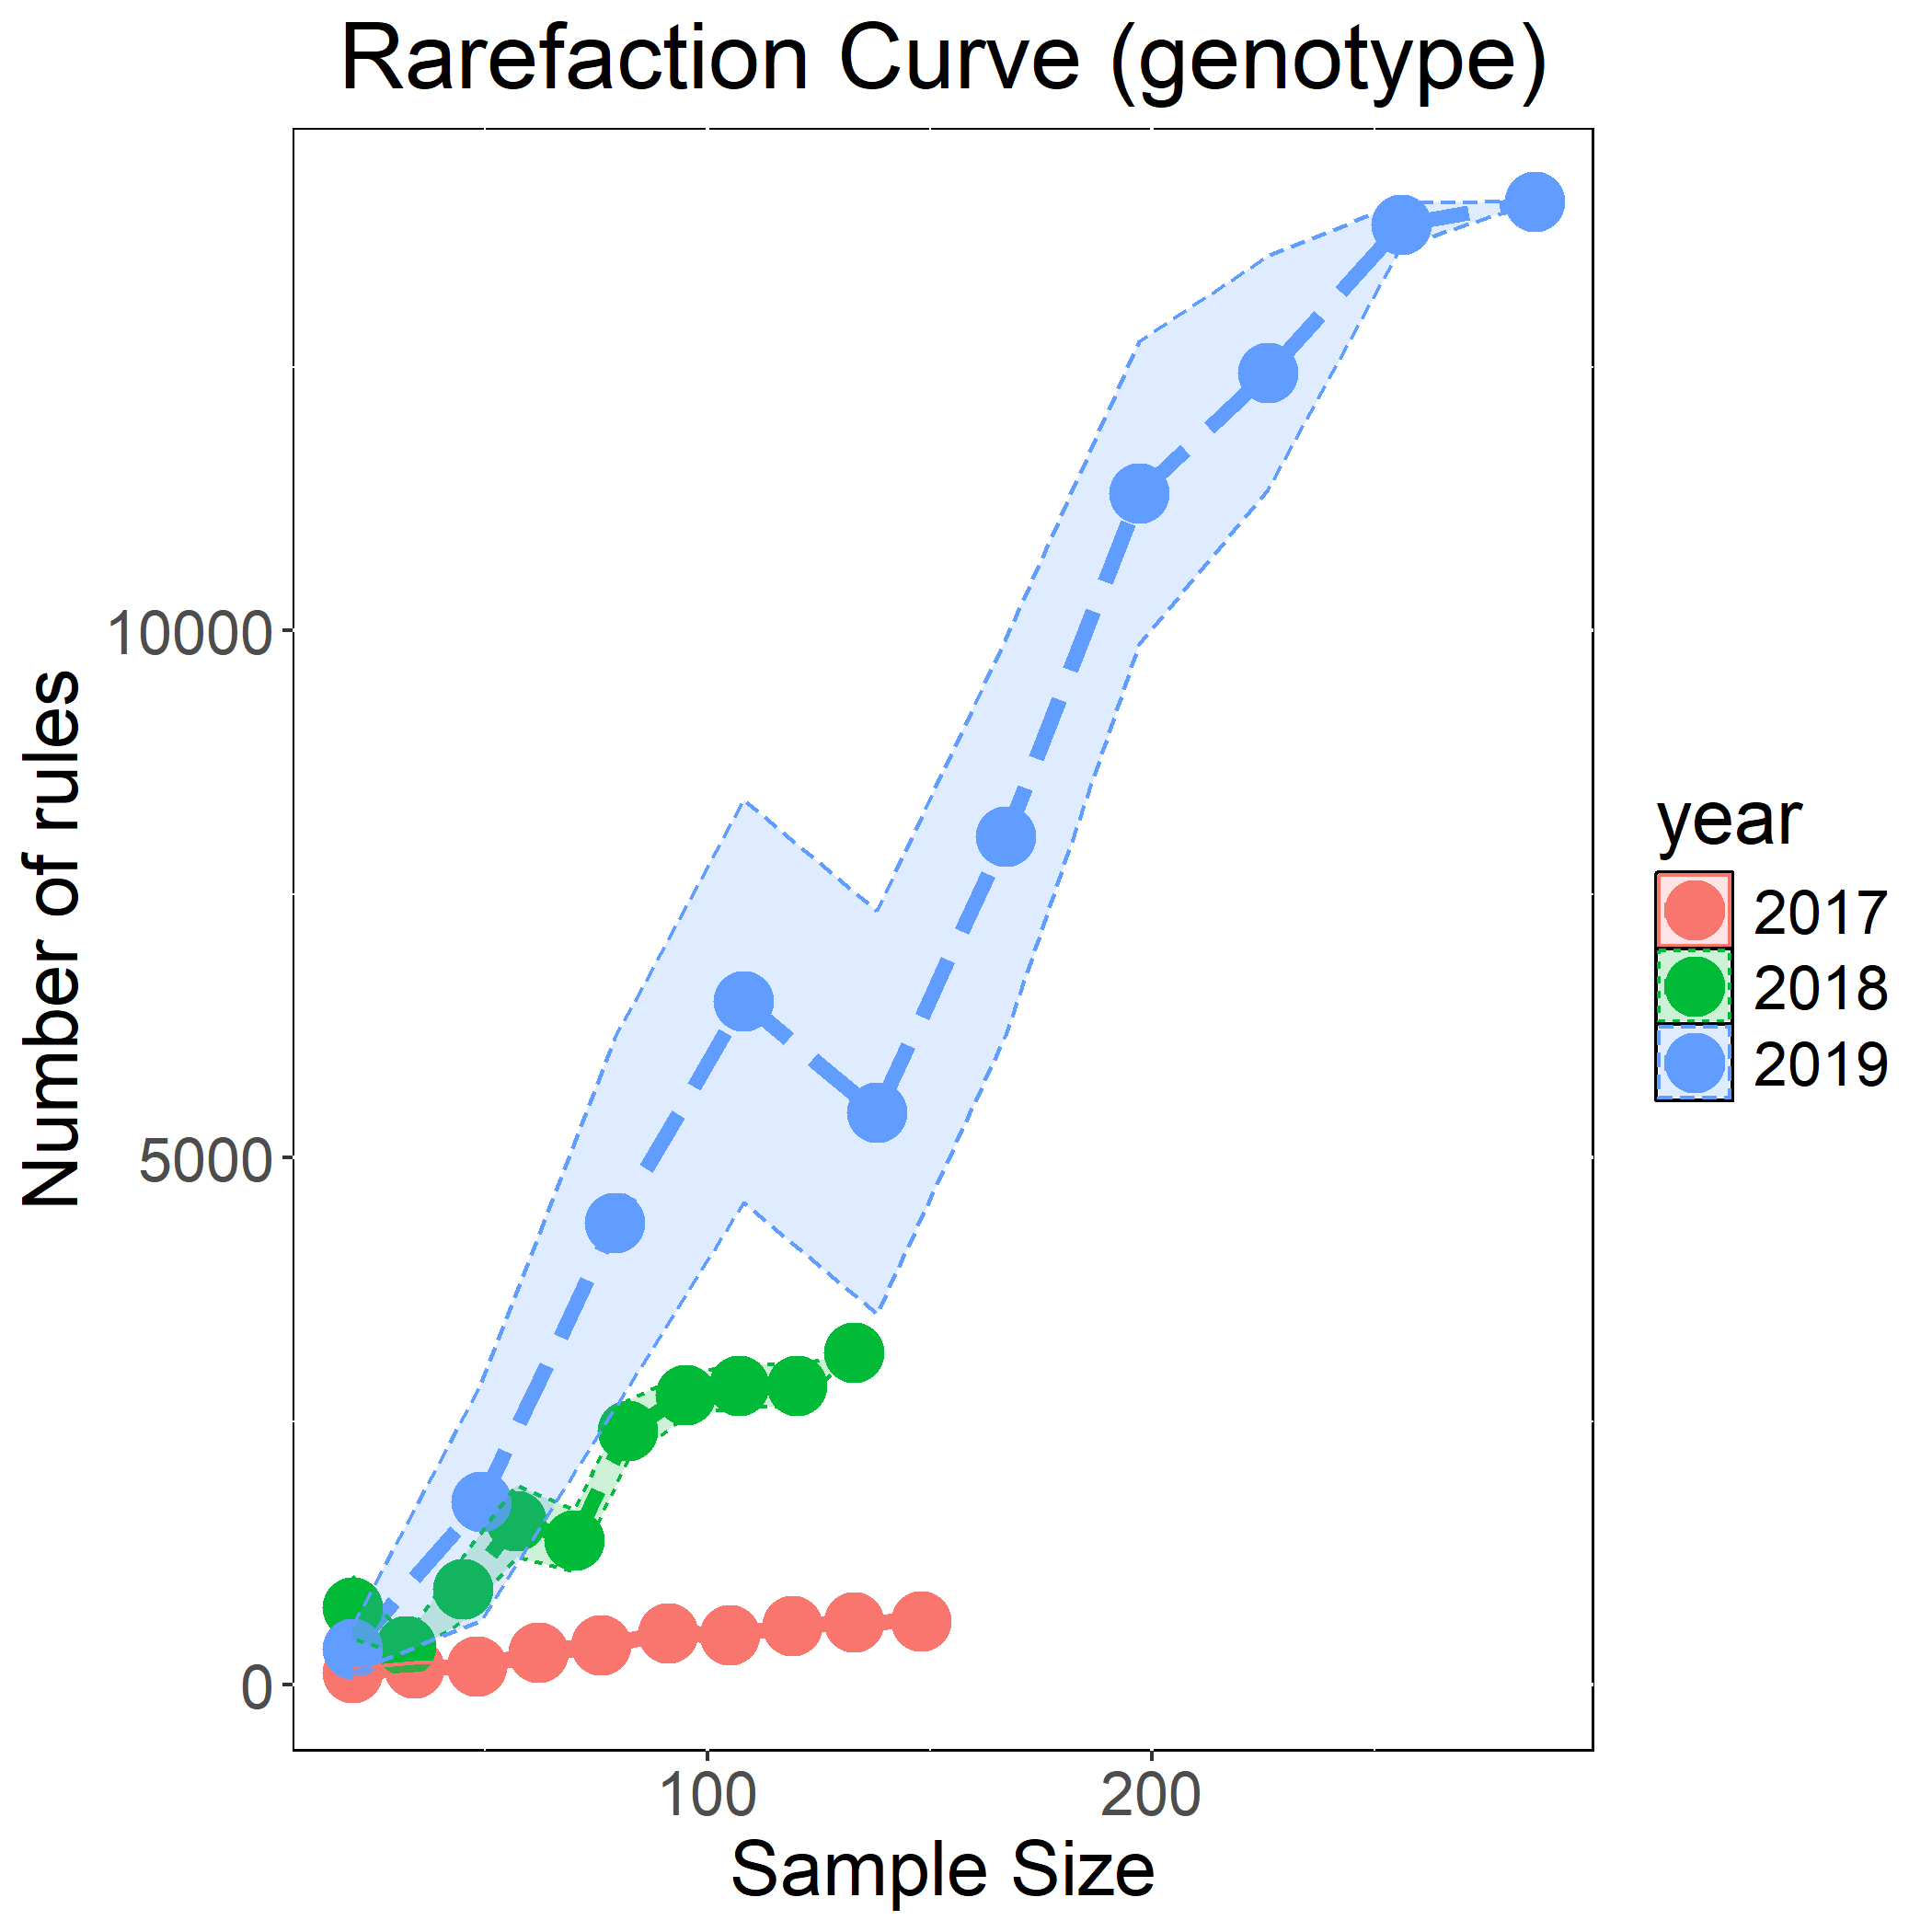 Rarefaction Curve (genotype)
10000
5000
0
Number of rules
100
200
Sample Size
year
2017
2018
2019